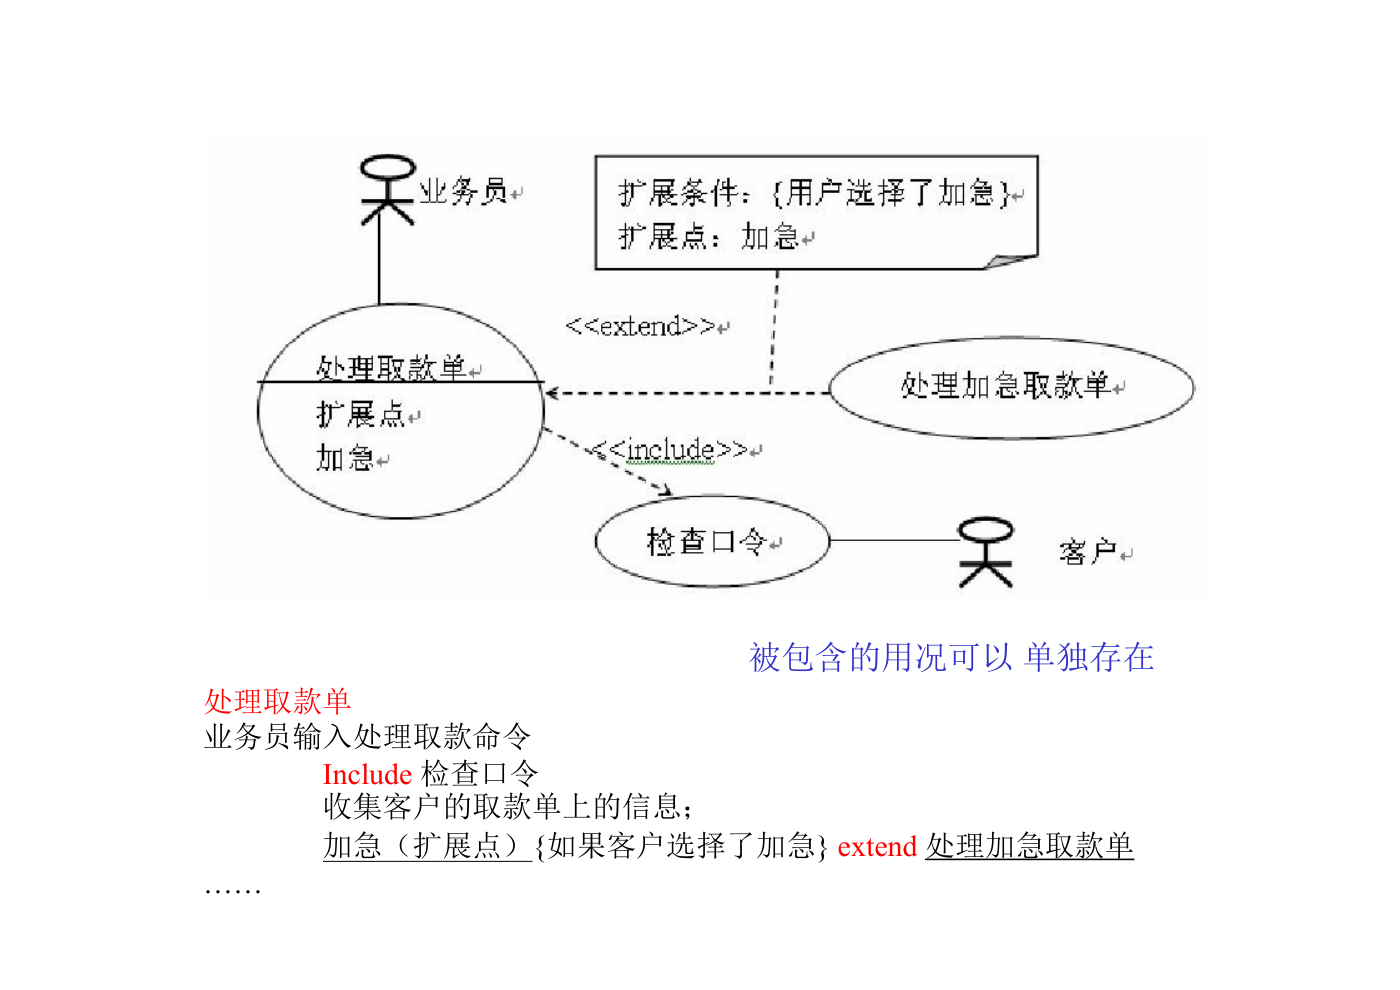 业务员
扩展条件：{用户选择了加急}
扩展点：加急
<<extend>>
处理取款单
扩展点
加急
处理加急取款单
<<include>>
检查口令
客户
被包含的用况可以 单独存在
处理取款单
业务员输入处理取款命令
Include 检查口令
收集客户的取款单上的信息；
加急（扩展点）{如果客户选择了加急} extend 处理加急取款单
……